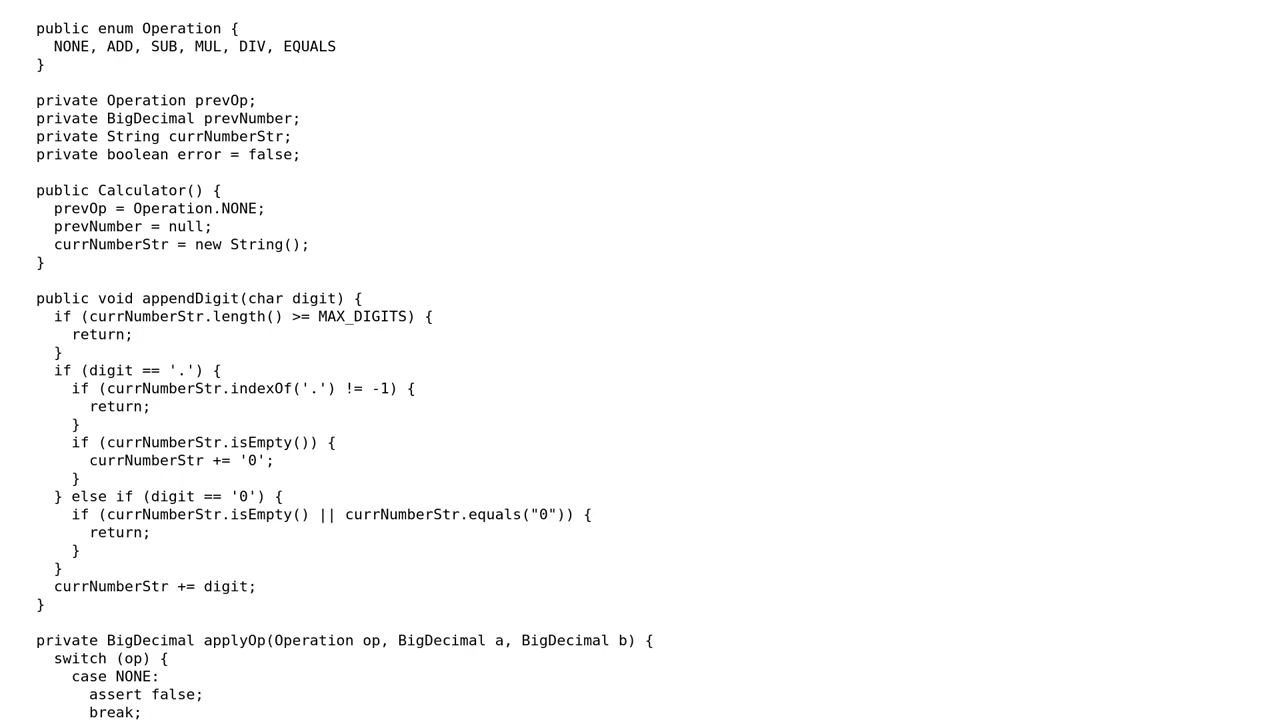 public enum Operation {
NONE, ADD, SUB, MUL, DIV, EQUALS
}
private Operation prevOp;
private BigDecimal prevNumber;
private String currNumberStr;
private boolean error = false;
public Calculator() {
prevOp = Operation.NONE;
prevNumber = null;
currNumberStr = new String();
}
public void appendDigit(char digit) {
if (currNumberStr.length() >= MAX_DIGITS) {
return;
}
if (digit == '.') {
if (currNumberStr.indexOf('.') != -1) {
return;
}
if (currNumberStr.isEmpty()) {
currNumberStr += '0';
}
} else if (digit == '0') {
if (currNumberStr.isEmpty() || currNumberStr.equals("0")) {
return;
}
}
currNumberStr += digit;
}
private BigDecimal applyOp(Operation op, BigDecimal a, BigDecimal b) {
switch (op) {
case NONE:
assert false;
break;